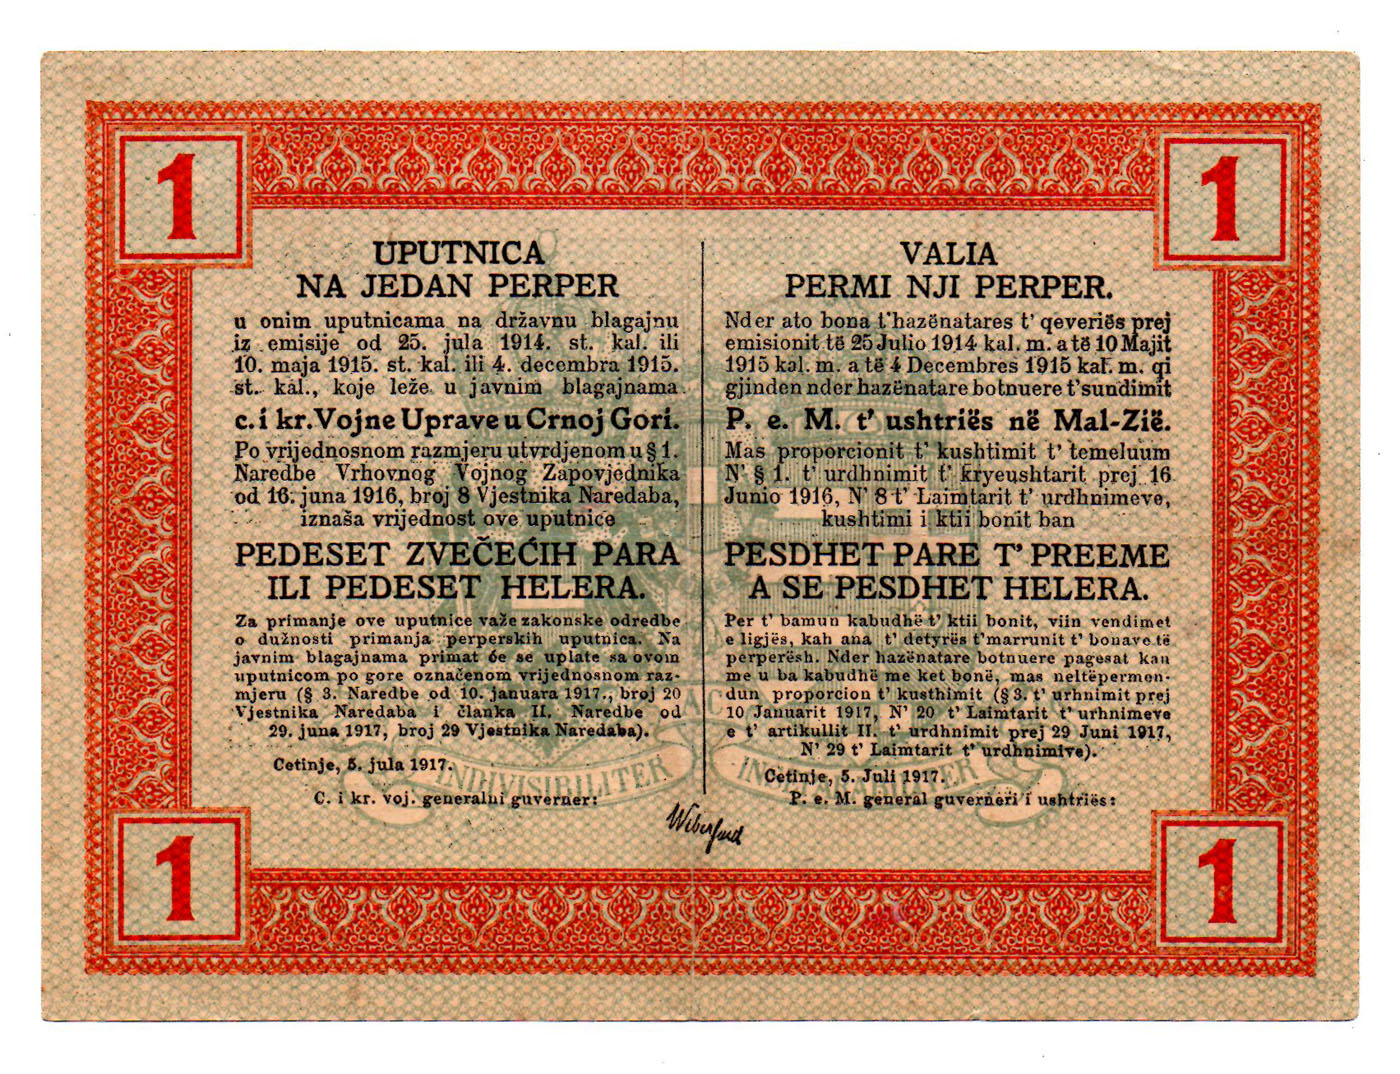 1
1
UPUTNICA
NA JEDAN PERPER
u onim uputnicama na državnu blagajnu
iz emisije od 25. jula 1914. st. kal. ili
10. maja 1915. st. kal. ili 4. decembra 1915.
st. kal., koje leže u javnim blagajnama
c. i kr. Vojne Uprave u Crnoj Gori.
Po vrijednosnom razmjeru utvrdjenom u § 1.
Naredbe Vrhovnog Vojnog Zapovjednika
od 16. juna 1916, broj 8 Vjestnika Naredaba,
iznaša vrijednost ove uputnice
PEDESET ZVEČEĆIH PARA
ILI PEDESET HELERA.
Za primanje ove uputnice važe zakonske odredbe
o dužnosti primanja perperskih uputnica. Na
javnim blagajnama primat će se uplate sa ovom
uputnicom po gore označenom vrijednosnom raz-
mjeru (§ 3. Naredbe od 10. januara 1917., broj 20
Vjestnika Naredaba i članka II. Naredbe od
29. juna 1917, broj 29 Vjestnika Naredaba).
Cetinje, 5. jula 1917.
C. i kr. voj. generalni guverner:
VALIA
PERMI NJI PERPER.
Nder ato bona t'hazënatares t' qeveriës prej
emisionit të 25 Julio 1914 kal. m. a të 10 Majit
1915 kal. m. a të 4 Decembres 1915 kal. m. qi
gjinden nder hazënatare botnuere t'sundimit
P. e. M. t' ushtriës në Mal-Zië.
Mas proporcionit t' kushtimit t' temeluum
N' § 1. t' urdhnimit t' kryeushtarit prej 16
Junio 1916, N' 8 t' Laimtarit t' urdhnimeve,
kushtimi i ktii bonit ban
PESDHET PARE T' PREEME
A SE PESDHET HELERA.
Per t' bamun kabudhë t' ktii bonit, viin vendimet
e ligjës, kah ana t' detyrës t'marrunit t' bonave të
perperësh. Nder hazënatare botnuere pagesat kan
me u ba kabudhë me ket bonë, mas neltëpermen-
dun proporcion t' kusthimit (§ 3. t' urhnimit prej
10 Januarit 1917, N' 20 t' Laimtarit t' urhnimeve
e t' artikullit II. t' urdhnimit prej 29 Juni 1917,
N' 29 t' Laimtarit t' urdhnimive).
Cetinje, 5. Juli 1917.
P. e. M. general guverneri i ushtriës:
INDIVISIBILITER
1
1